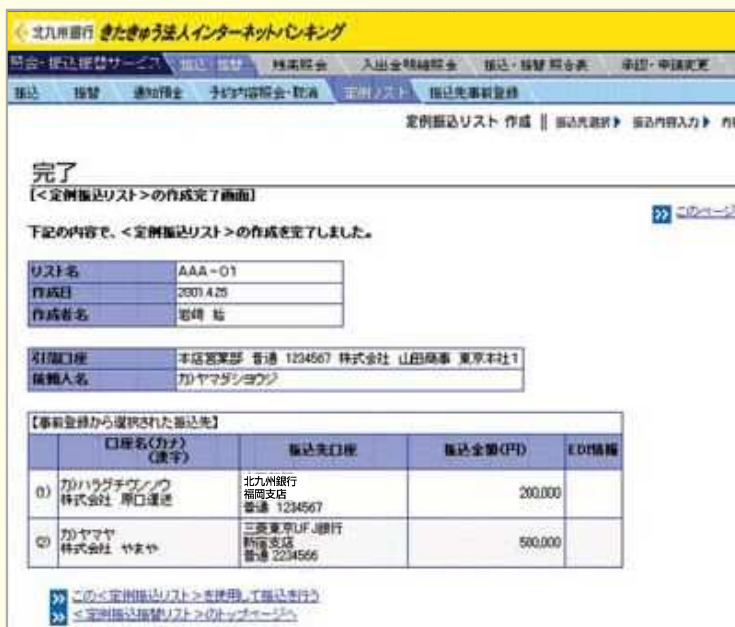 北九州銀行 きたきゅう法人インターネットバンキング
照会・振込振替サービス 振込・振替 残高照会 入出金明細照会 振込・振替 照合表 承認・申請変更
振込 振替 通知預金 予約内容照会・取消 定例リスト 振込先事前登録
定例振込リスト 作成 || 振込先選択 振込内容入力 内
完了
[<定例振込リスト>の作成完了画面]
このページ
下記の内容で、<定例振込リスト>の作成を完了しました。
リスト名 AAA-01
作成日 2001.4.25
作成者名 岩崎
引落口座 本店営業部 普通 1234567 株式会社 山田商事 東京本社1
依頼人名 カ)ヤマダシヨウジ
【事前登録から選択された振込先】
口座名(カナ)
(漢字) 振込先口座 振込金額(円) EDI情報
(1) カ)ハラグチウンソウ
株式会社 原口運送
北九州銀行
福岡支店
普通 1234567
200,000
(2) カ)ヤマヤ
株式会社 やまや
三菱東京UFJ銀行
新宿支店
普通 2234566
500,000
この<定例振込リスト>を使用して振込を行う
<定例振込振替リスト>のトップページへ